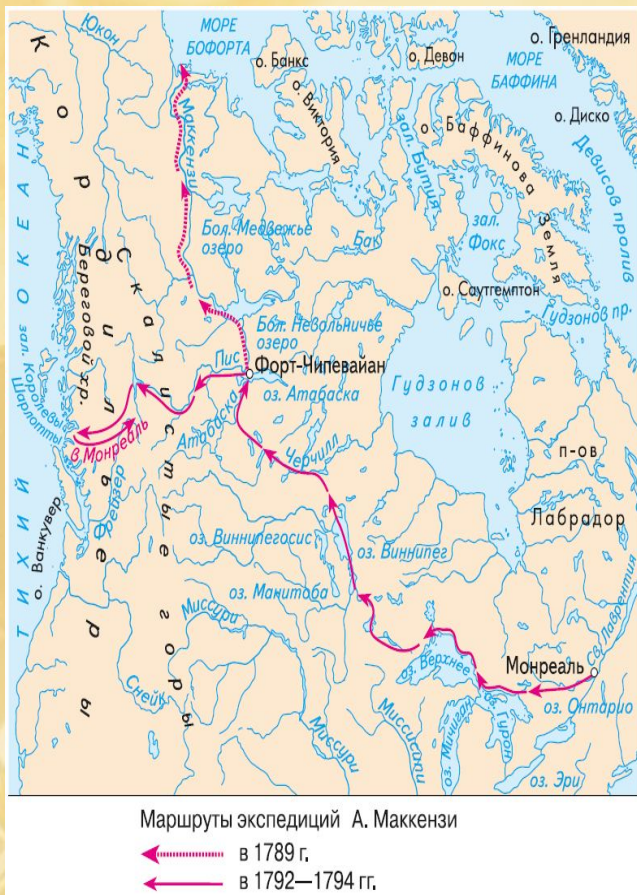 Юкон
МОРЕ
БОФОРТА
о. Банкс
о. Девон
о. Гренландия
МОРЕ
БАФФИНА
о. Диско
о. Виктория
зал. Бутия
о. Баффинова Земля
Девисов пролив
Маккензи
Бол. Медвежье
озеро
Бак
зал.
Фокс
о. Саутгемптон
Гудзонов пр.
Кордильеры
Скалистые горы
Береговой хр.
ТИХИЙ ОКЕАН
зал. Королевы
Шарлотты
Бол. Невольничье
озеро
Пис
Форт-Чипевайан
оз. Атабаска
Атабаска
Гудзонов
залив
в Монреаль
Фрейзер
Черчилл
п-ов
Лабрадор
о. Ванкувер
оз. Виннипегосис
оз. Виннипег
оз. Манитоба
Миссури
Снейк
Миссури
Миссисипи
оз. Верхнее
Монреаль
Св. Лаврентия
оз. Онтарио
оз. Мичиган
оз. Гурон
оз. Эри
Маршруты экспедиций А. Маккензи
в 1789 г.
в 1792—1794 гг.